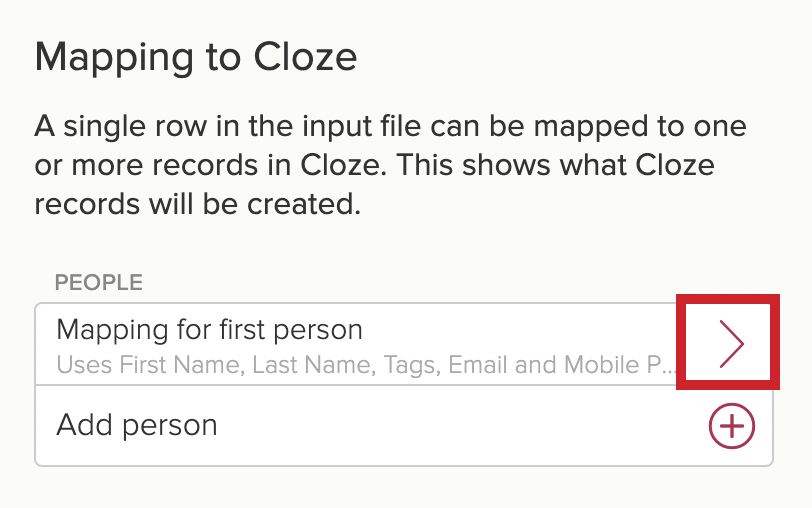 Mapping to Cloze
A single row in the input file can be mapped to one
or more records in Cloze. This shows what Cloze
records will be created.
PEOPLE
Mapping for first person
Uses First Name, Last Name, Tags, Email and Mobile P...
Add person